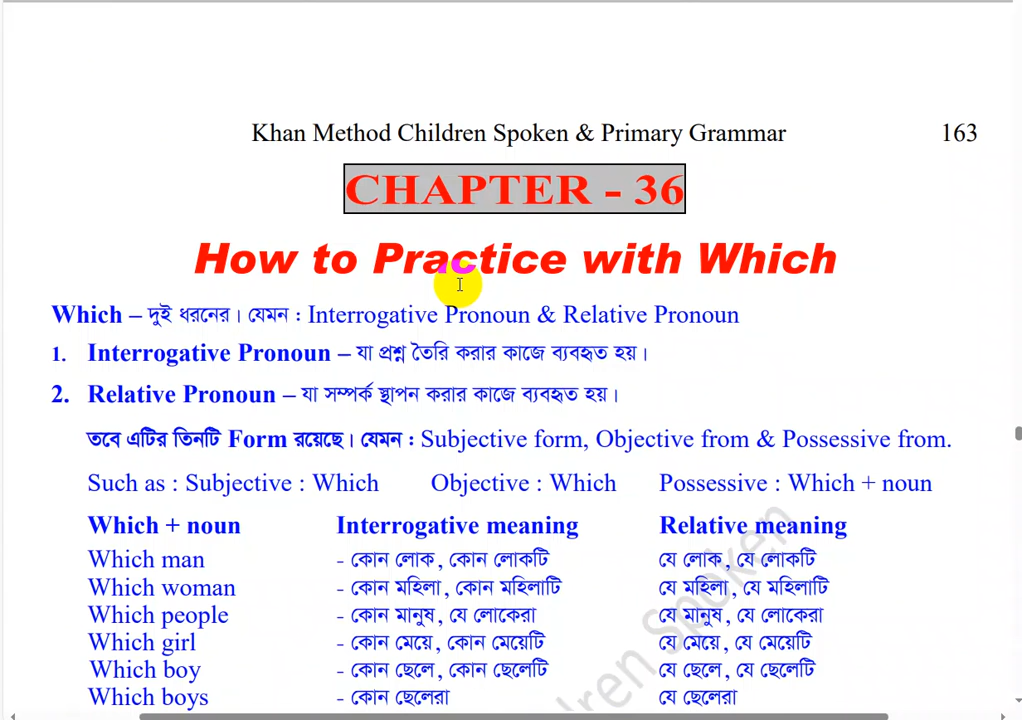 Khan Method Children Spoken & Primary Grammar 163
CHAPTER - 36
How to Practice with Which
Which – দুই ধরনের। যেমন : Interrogative Pronoun & Relative Pronoun
1. Interrogative Pronoun – যা প্রশ্ন তৈরি করার কাজে ব্যবহৃত হয়।
2. Relative Pronoun – যা সম্পর্ক স্থাপন করার কাজে ব্যবহৃত হয়।
তবে এটির তিনটি Form রয়েছে। যেমন : Subjective form, Objective from & Possessive from.
Such as : Subjective : Which Objective : Which Possessive : Which + noun
Which + noun Interrogative meaning Relative meaning
Which man - কোন লোক, কোন লোকটি যে লোক, যে লোকটি
Which woman - কোন মহিলা, কোন মহিলাটি যে মহিলা, যে মহিলাটি
Which people - কোন মানুষ, যে লোকেরা যে মানুষ, যে লোকেরা
Which girl - কোন মেয়ে, কোন মেয়েটি যে মেয়ে, যে মেয়েটি
Which boy - কোন ছেলে, কোন ছেলেটি যে ছেলে, যে ছেলেটি
Which boys - কোন ছেলেরা যে ছেলেরা
dren Spoken